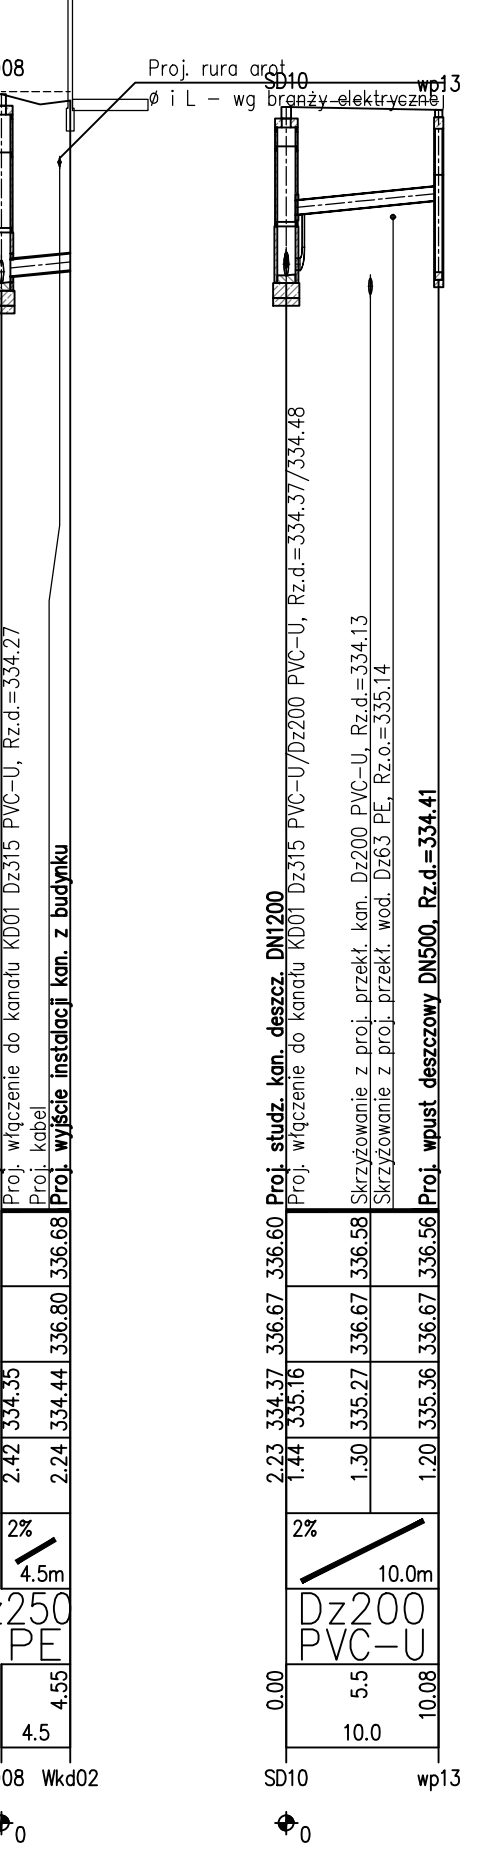 08
Proj. rura arot
ø i L – wg branży elektrycznej
SD10
wp13
Proj. włączenie do kanału KD01 Dz315 PVC-U, Rz.d.=334.27
Proj. kabel
Proj. wyjście instalacji kan. z budynku
Proj. studz. kan. deszcz. DN1200
Proj. włączenie do kanału KD01 Dz315 PVC-U/Dz200 PVC-U, Rz.d.=334.37/334.48
Skrzyżowanie z proj. przekł. kan. Dz200 PVC-U, Rz.d.=334.13
Skrzyżowanie z proj. przekł. wod. Dz63 PE, Rz.o.=335.14
Proj. wpust deszczowy DN500, Rz.d.=334.41
336.68 336.60 336.58 336.56
336.80 336.67 336.67 336.67
334.35 334.44 334.37 335.16 335.27 335.36
2.42 2.24 2.23 1.44 1.30 1.20
2% 2%
4.5m 10.0m
z250 Dz200
PE PVC-U
4.55 0.00 5.5 10.08
4.5 10.0
08 Wkd02 SD10 wp13
0 0